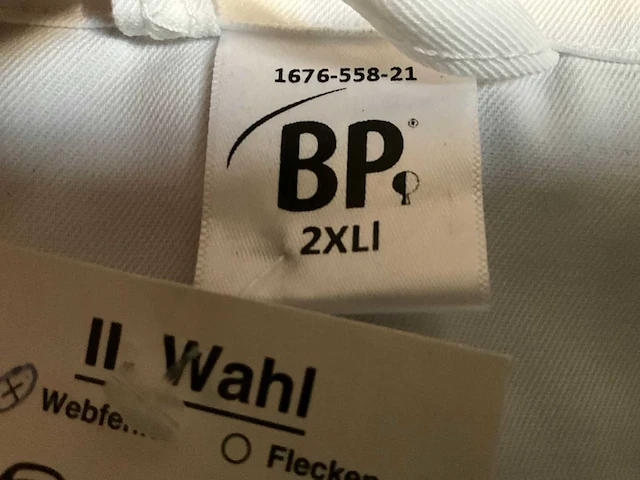 1676-558-21
BP®
2XLl
II. Wahl
Flecken